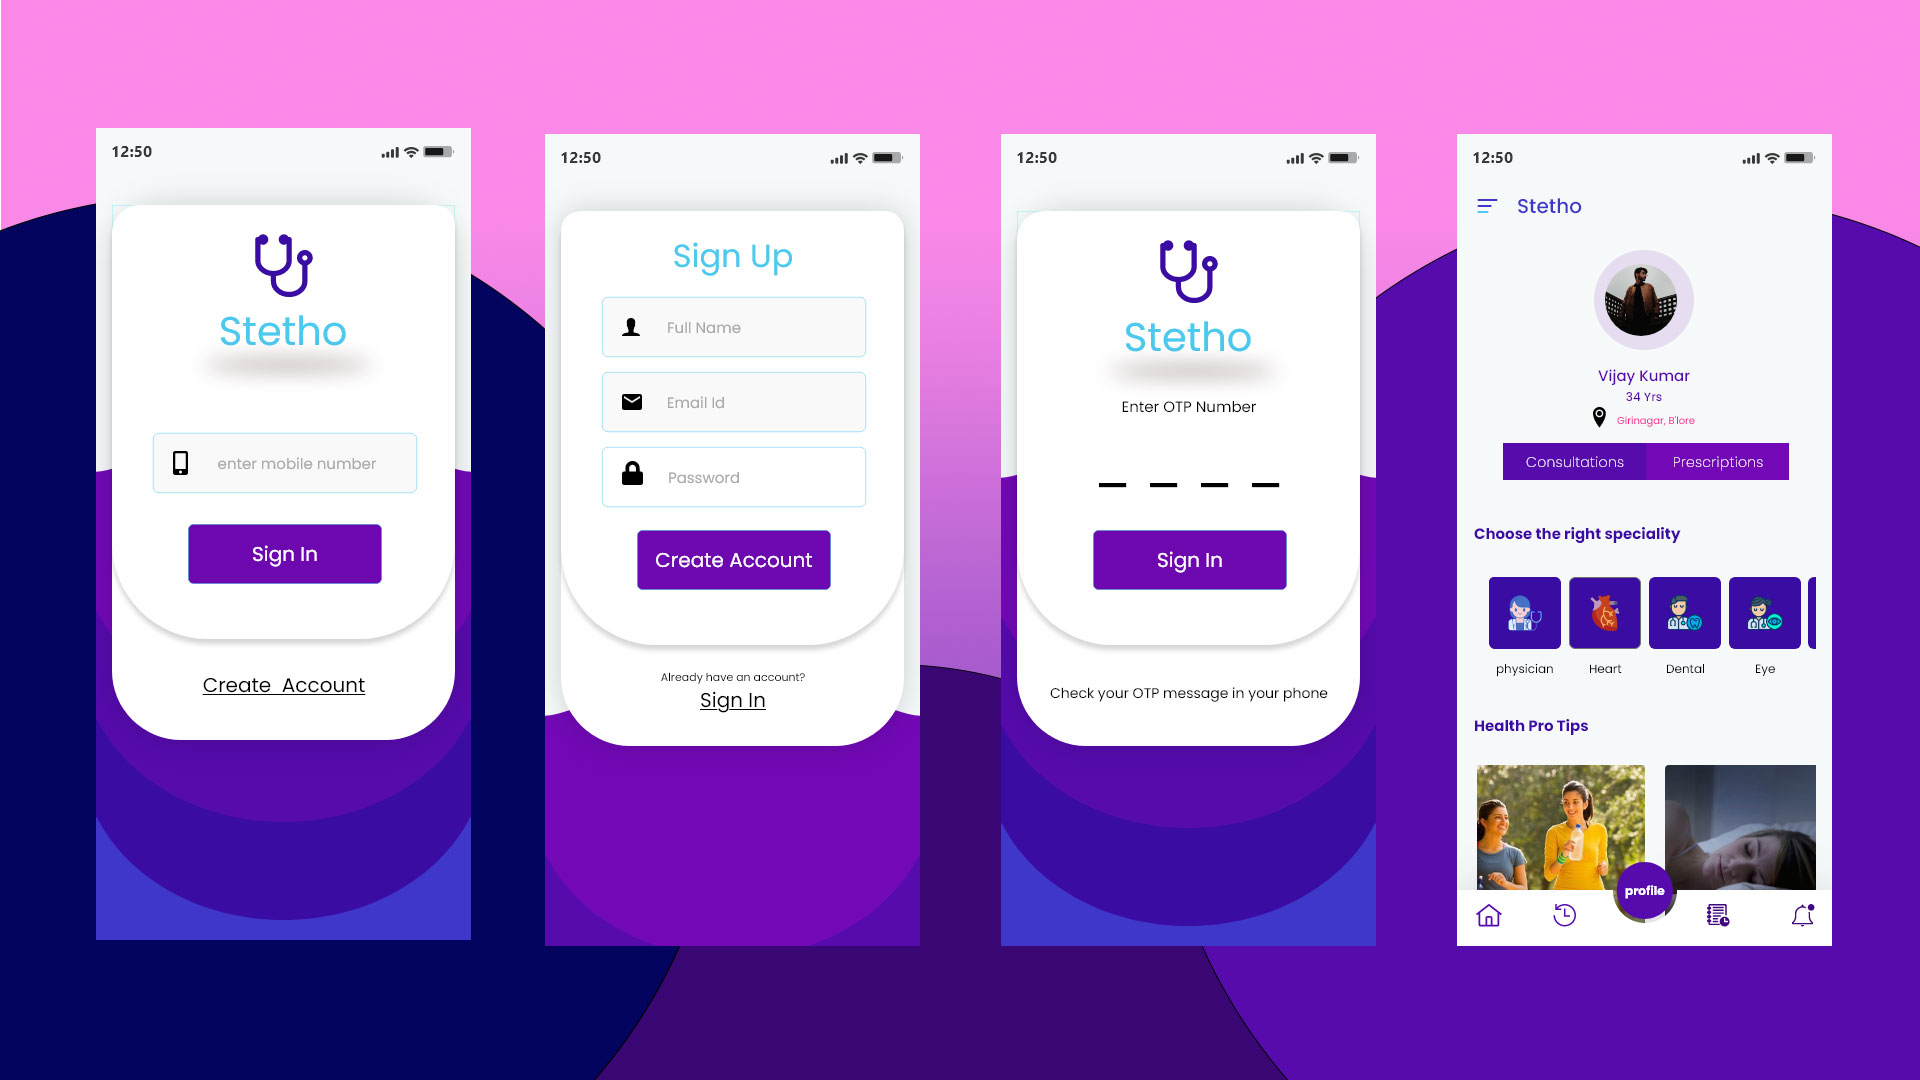 12:50
Stetho
enter mobile number
Sign In
Create Account
12:50
Sign Up
Full Name
Email Id
Password
Create Account
Already have an account?
Sign In
12:50
Stetho
Enter OTP Number
Sign In
Check your OTP message in your phone
12:50
Stetho
Vijay Kumar
34 Yrs
Girinagar, B'lore
Consultations Prescriptions
Choose the right speciality
physician Heart Dental Eye
Health Pro Tips
profile